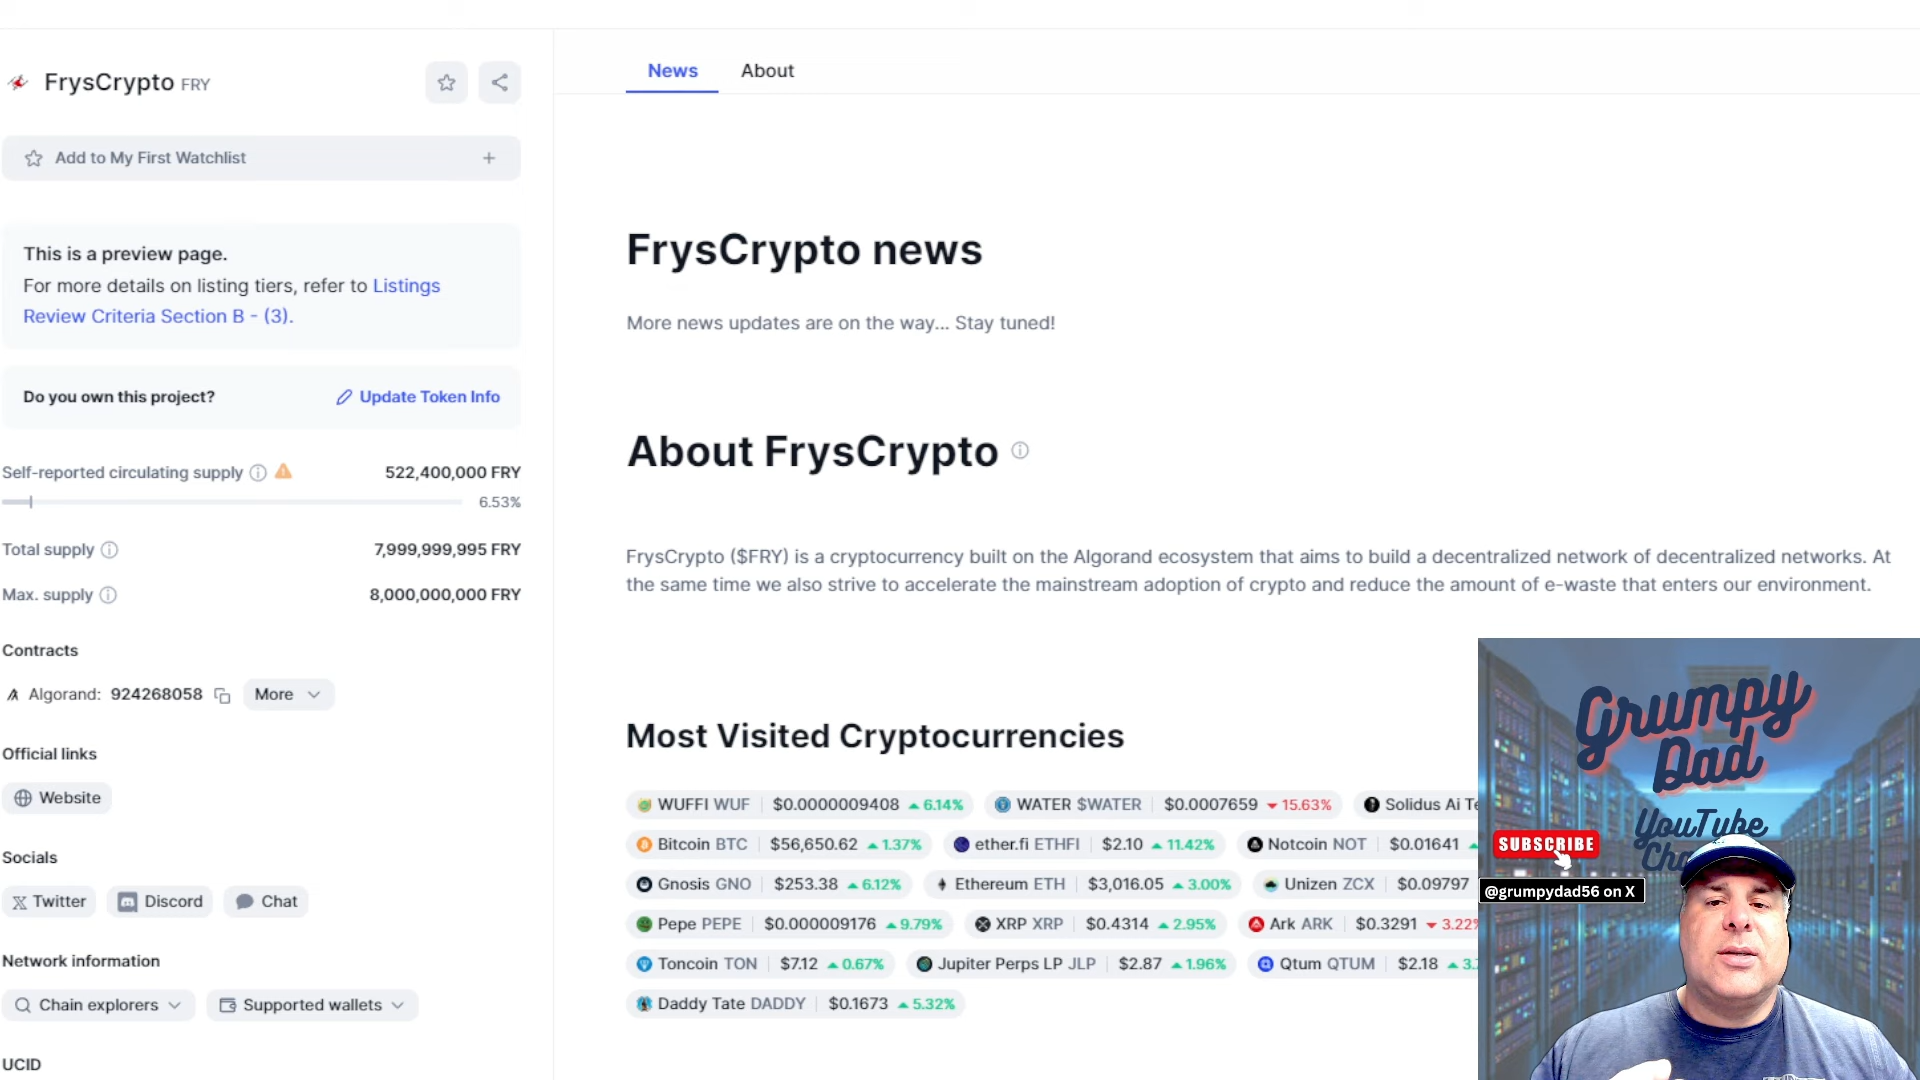 FrysCrypto FRY
Add to My First Watchlist +
This is a preview page.
For more details on listing tiers, refer to Listings
Review Criteria Section B - (3).
Do you own this project? Update Token Info
Self-reported circulating supply 522,400,000 FRY
6.53%
Total supply 7,999,999,995 FRY
Max. supply 8,000,000,000 FRY
Contracts
Algorand: 924268058 More
Official links
Website
Socials
Twitter Discord Chat
Network information
Chain explorers Supported wallets
UCID
News About
FrysCrypto news
More news updates are on the way... Stay tuned!
About FrysCrypto
FrysCrypto ($FRY) is a cryptocurrency built on the Algorand ecosystem that aims to build a decentralized network of decentralized networks. At
the same time we also strive to accelerate the mainstream adoption of crypto and reduce the amount of e-waste that enters our environment.
Most Visited Cryptocurrencies
WUFFI WUF $0.0000009408 6.14% WATER $WATER $0.0007659 15.63% Solidus Ai
Bitcoin BTC $56,650.62 1.37% ether.fi ETHFI $2.10 11.42% Notcoin NOT $0.01641
Gnosis GNO $253.38 6.12% Ethereum ETH $3,016.05 3.00% Unizen ZCX $0.09797
Pepe PEPE $0.000009176 9.79% XRP XRP $0.4314 2.95% Ark ARK $0.3291 3.22%
Toncoin TON $7.12 0.67% Jupiter Perps LP JLP $2.87 1.96% Qtum QTUM $2.18
Daddy Tate DADDY $0.1673 5.32%
Grumpy
Dad
YouTube
SUBSCRIBE
@grumpydad56 on X